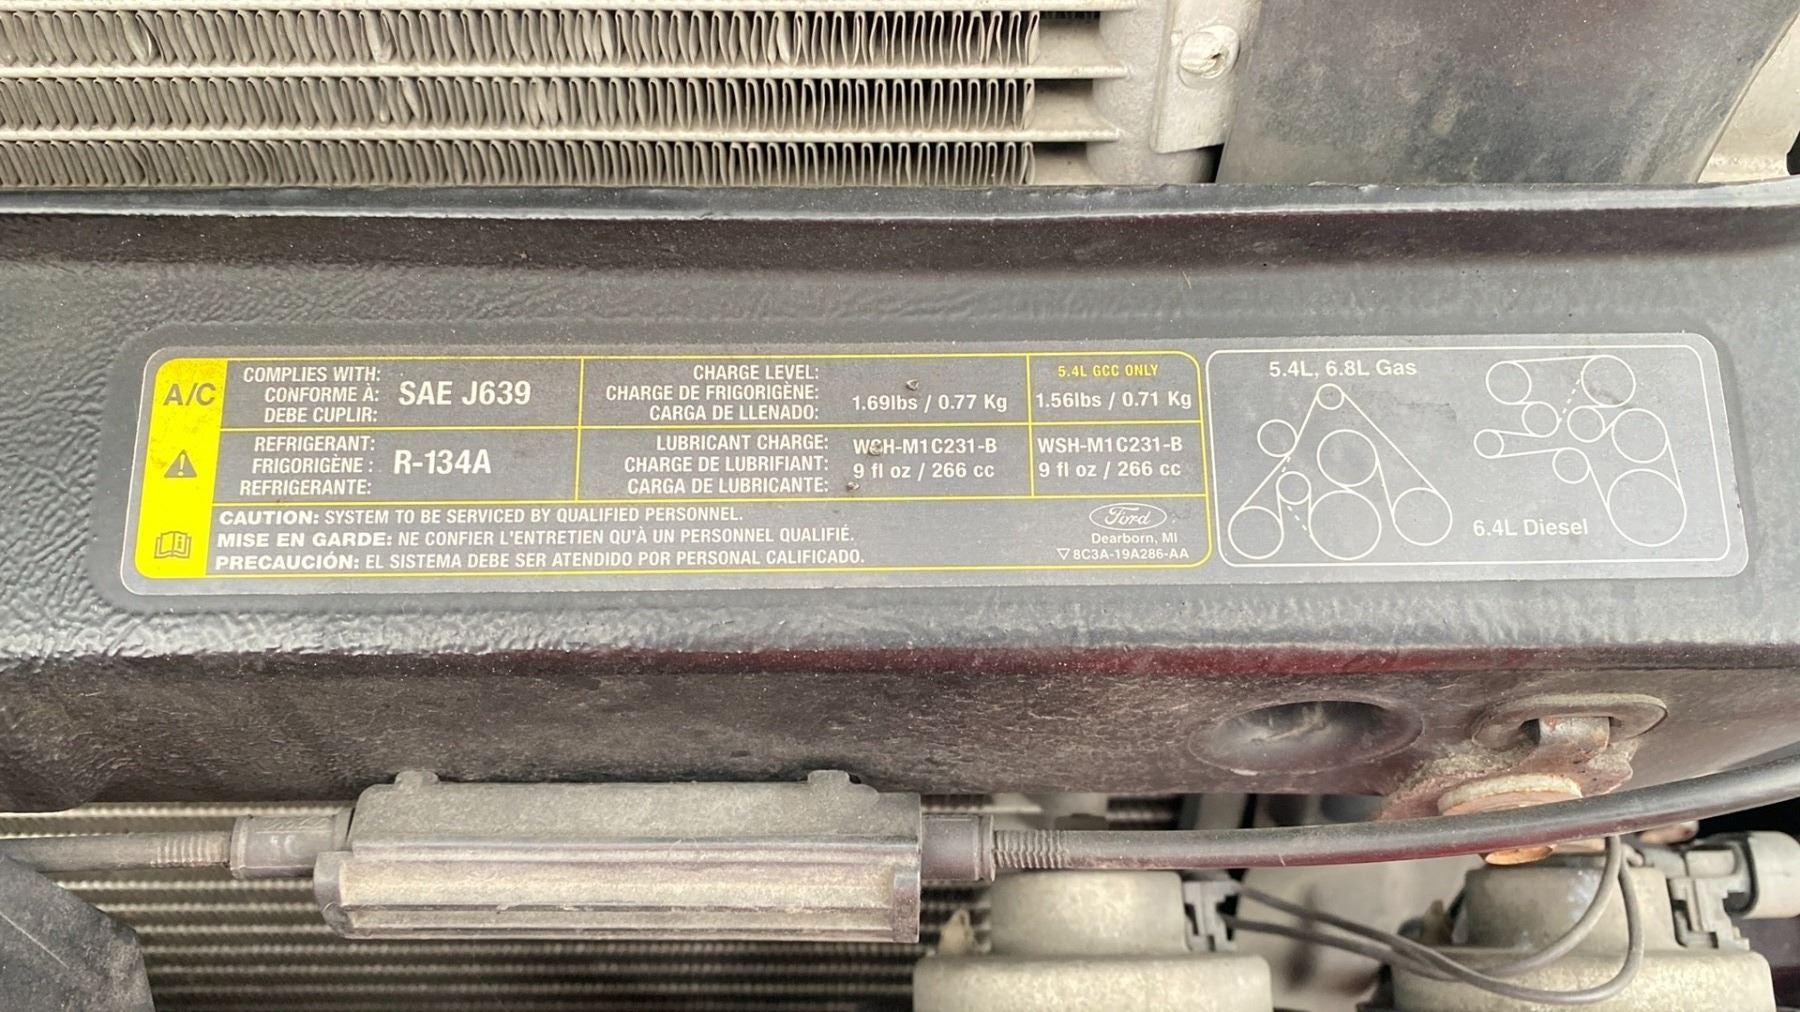 A/C
COMPLIES WITH:
CONFORME À:
DEBE CUPLIR:
SAE J639
CHARGE LEVEL:
CHARGE DE FRIGORIGÈNE:
CARGA DE LLENADO:
1.69lbs / 0.77 Kg
5.4L GCC ONLY
1.56lbs / 0.71 Kg
REFRIGERANT:
FRIGORIGÈNE :
REFRIGERANTE:
R-134A
LUBRICANT CHARGE:
CHARGE DE LUBRIFIANT:
CARGA DE LUBRICANTE:
WSH-M1C231-B
9 fl oz / 266 cc
WSH-M1C231-B
9 fl oz / 266 cc
CAUTION: SYSTEM TO BE SERVICED BY QUALIFIED PERSONNEL.
MISE EN GARDE: NE CONFIER L'ENTRETIEN QU'À UN PERSONNEL QUALIFIÉ.
PRECAUCIÓN: EL SISTEMA DEBE SER ATENDIDO POR PERSONAL CALIFICADO.
Ford
Dearborn, MI
8C3A-19A286-AA
5.4L, 6.8L Gas
6.4L Diesel